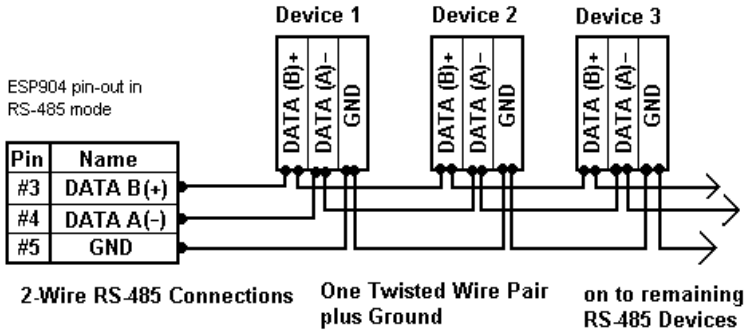 Device 1 Device 2 Device 3
DATA (B)+ DATA (A)− GND DATA (B)+ DATA (A)− GND DATA (B)+ DATA (A)− GND
ESP904 pin-out in
RS-485 mode
Pin Name
#3 DATA B(+)
#4 DATA A(−)
#5 GND
2-Wire RS-485 Connections
One Twisted Wire Pair
plus Ground
on to remaining
RS-485 Devices